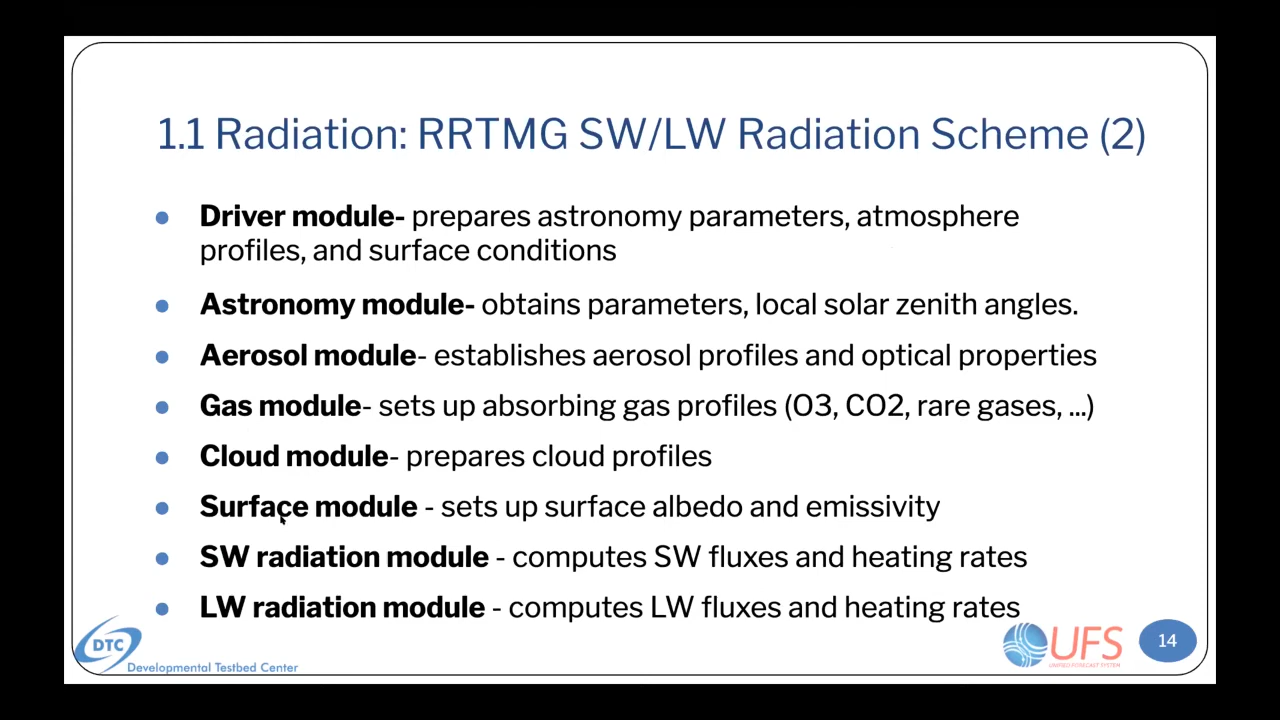 1.1 Radiation: RRTMG SW/LW Radiation Scheme (2)
● Driver module- prepares astronomy parameters, atmosphere
profiles, and surface conditions
● Astronomy module- obtains parameters, local solar zenith angles.
● Aerosol module- establishes aerosol profiles and optical properties
● Gas module- sets up absorbing gas profiles (O3, CO2, rare gases, ...)
● Cloud module- prepares cloud profiles
● Surface module - sets up surface albedo and emissivity
● SW radiation module - computes SW fluxes and heating rates
● LW radiation module - computes LW fluxes and heating rates
DTC
Developmental Testbed Center
UFS
UNIFIED FORECAST SYSTEM
14